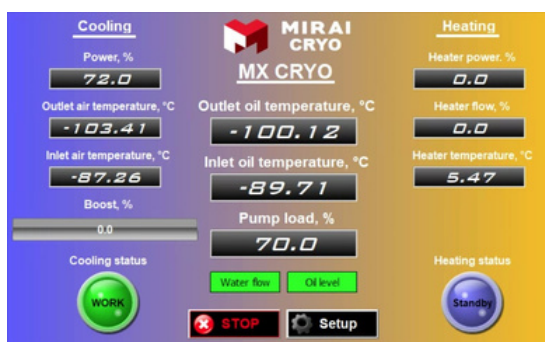 Cooling
Power, %
72.0
Outlet air temperature, °C
-103.41
Inlet air temperature, °C
-87.26
Boost, %
0.0
Cooling status
WORK
MIRAI
CRYO
MX CRYO
Outlet oil temperature, °C
-100.12
Inlet oil temperature, °C
-89.71
Pump load, %
70.0
Water flow
Oil level
STOP
Setup
Heating
Heater power. %
0.0
Heater flow, %
0.0
Heater temperature, °C
5.47
Heating status
Standby